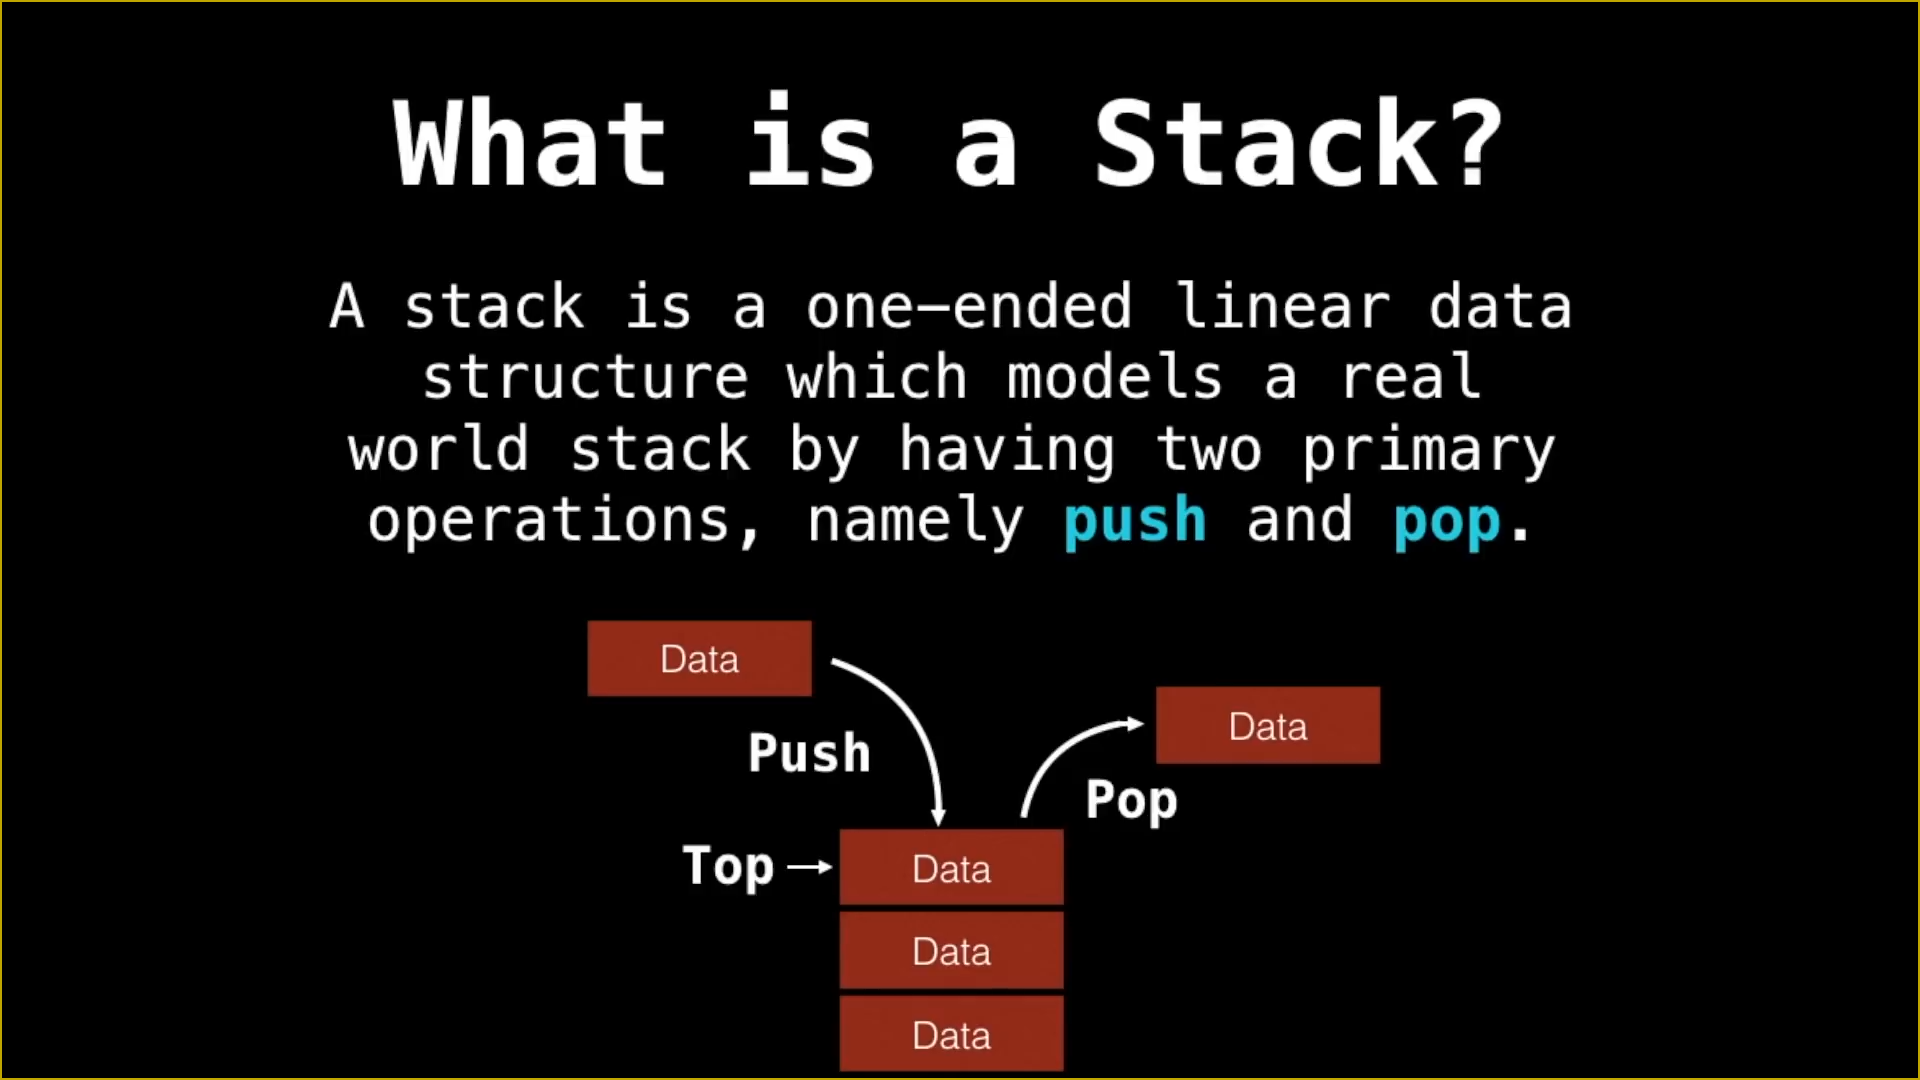 What is a Stack?
A stack is a one-ended linear data
structure which models a real
world stack by having two primary
operations, namely push and pop.
Data
Data
Push
Pop
Top
Data
Data
Data